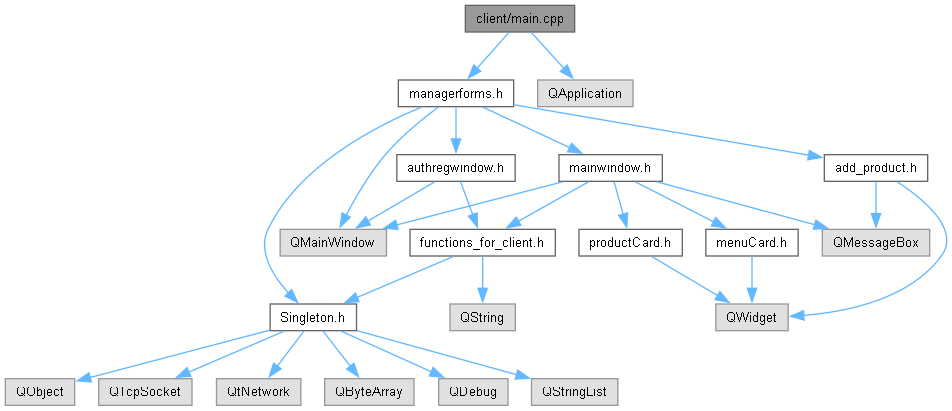 client/main.cpp
managerforms.h
QApplication
authregwindow.h
mainwindow.h
add_product.h
QMainWindow
functions_for_client.h
productCard.h
menuCard.h
QMessageBox
Singleton.h
QString
QWidget
QObject
QTcpSocket
QtNetwork
QByteArray
QDebug
QStringList